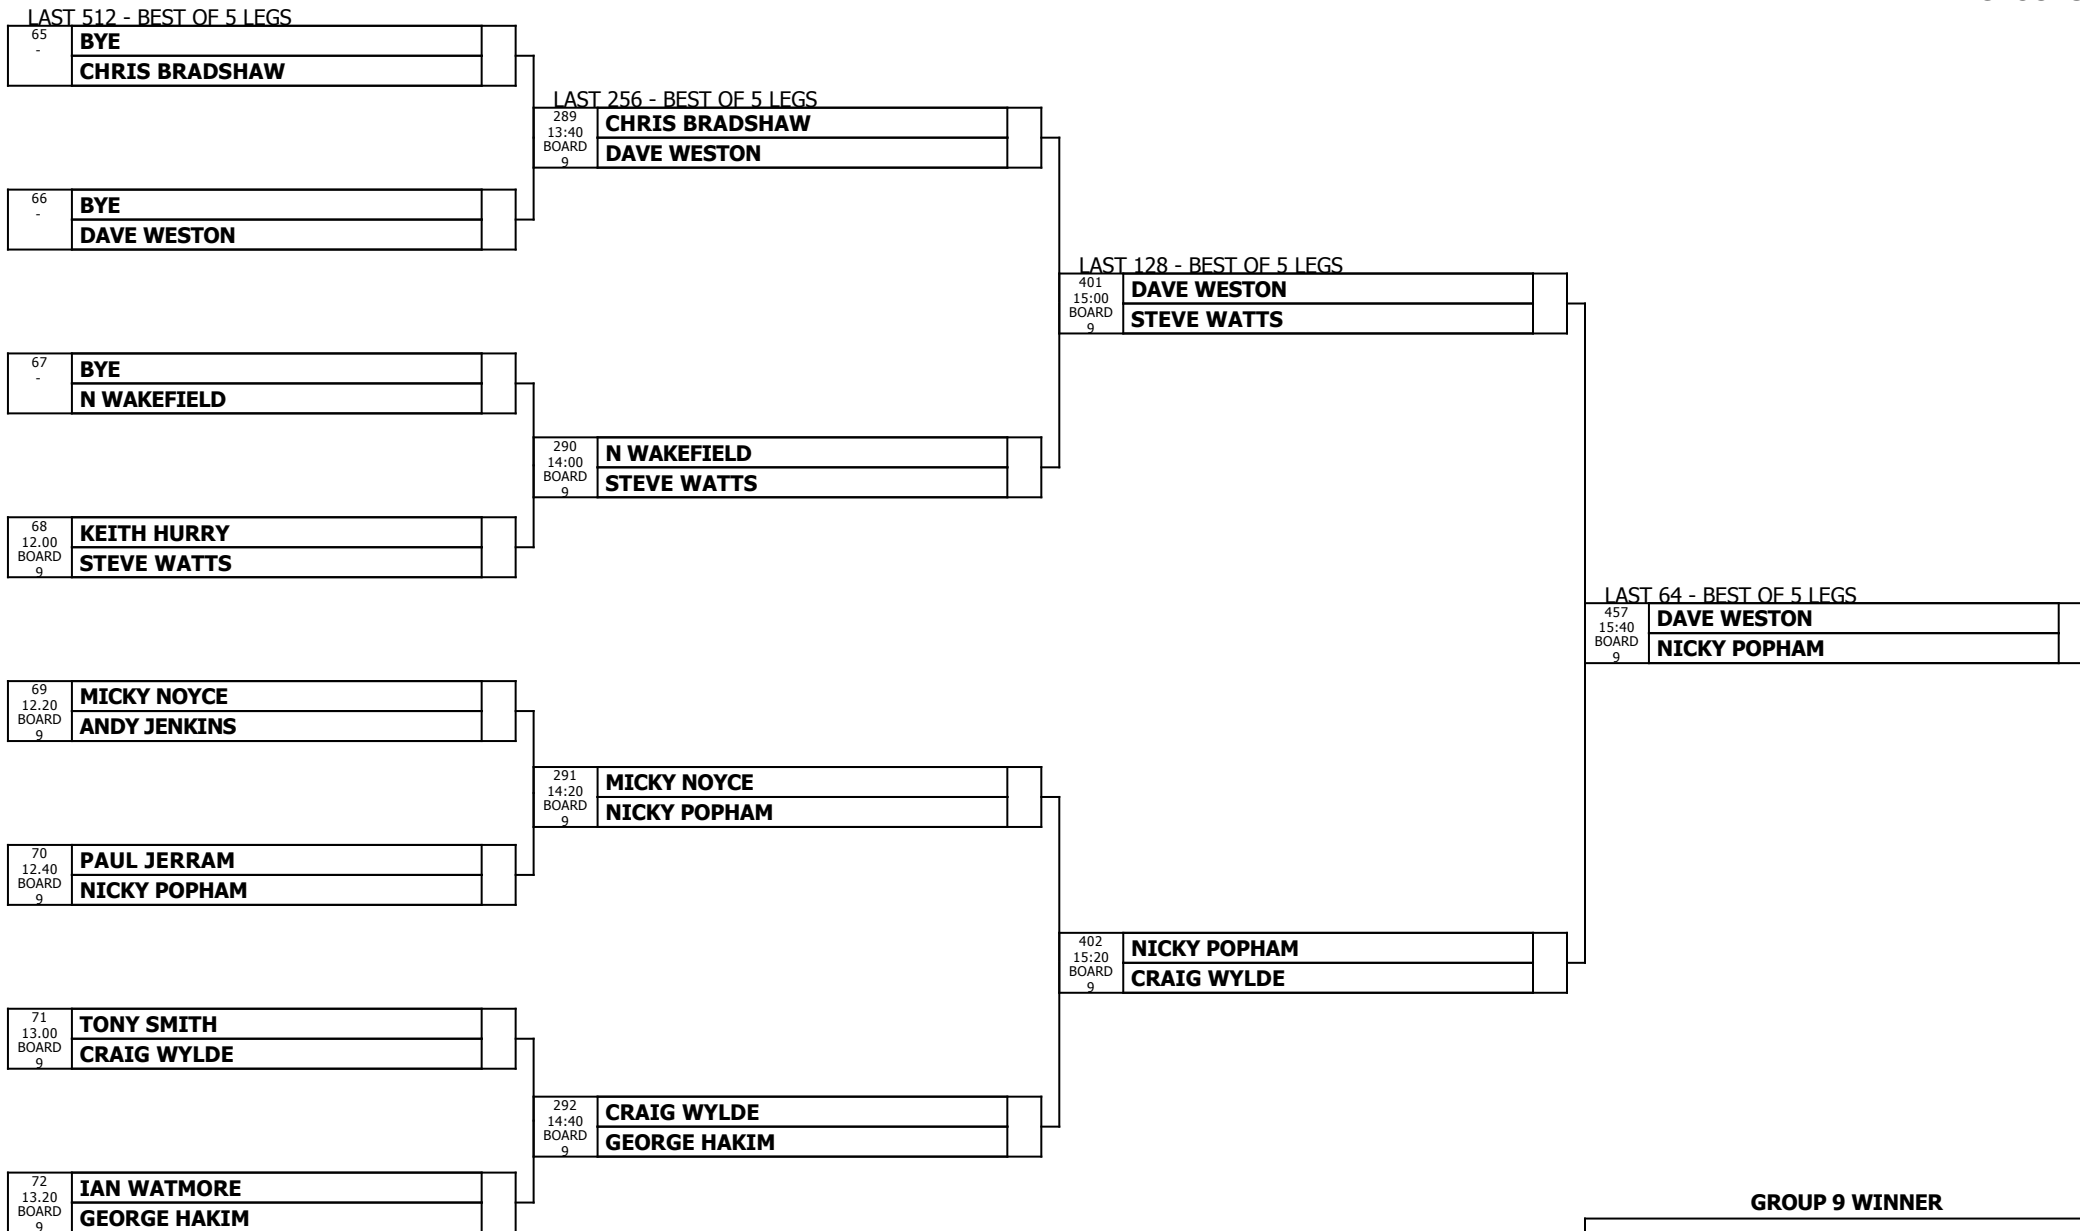 LAST 512 - BEST OF 5 LEGS
65
-
BYE
CHRIS BRADSHAW
66
-
BYE
DAVE WESTON
67
-
BYE
N WAKEFIELD
68
12.00
BOARD
9
KEITH HURRY
STEVE WATTS
69
12.20
BOARD
9
MICKY NOYCE
ANDY JENKINS
70
12.40
BOARD
9
PAUL JERRAM
NICKY POPHAM
71
13.00
BOARD
9
TONY SMITH
CRAIG WYLDE
72
13.20
BOARD
9
IAN WATMORE
GEORGE HAKIM
LAST 256 - BEST OF 5 LEGS
289
13:40
BOARD
9
CHRIS BRADSHAW
DAVE WESTON
290
14:00
BOARD
9
N WAKEFIELD
STEVE WATTS
291
14:20
BOARD
9
MICKY NOYCE
NICKY POPHAM
292
14:40
BOARD
9
CRAIG WYLDE
GEORGE HAKIM
LAST 128 - BEST OF 5 LEGS
401
15:00
BOARD
9
DAVE WESTON
STEVE WATTS
402
15:20
BOARD
9
NICKY POPHAM
CRAIG WYLDE
LAST 64 - BEST OF 5 LEGS
457
15:40
BOARD
9
DAVE WESTON
NICKY POPHAM
GROUP 9 WINNER